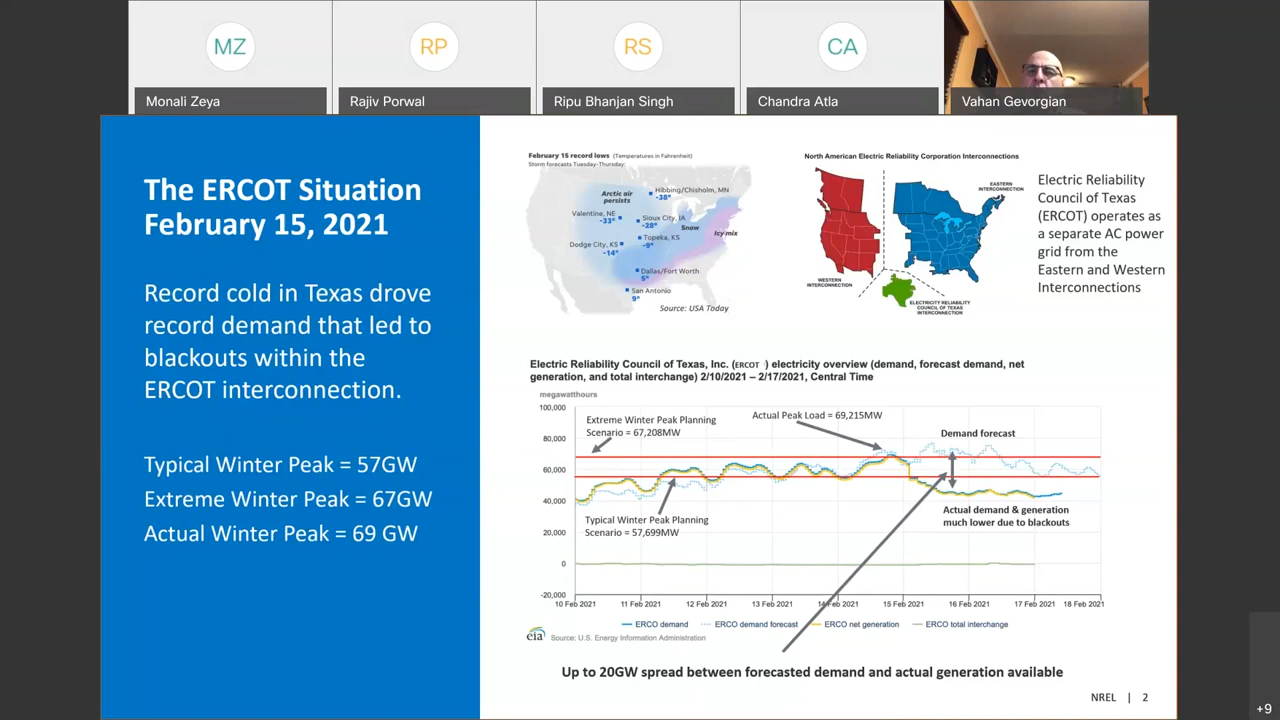 MZ
Monali Zeya
RP
Rajiv Porwal
RS
Ripu Bhanjan Singh
CA
Chandra Atla
Vahan Gevorgian
The ERCOT Situation
February 15, 2021
Record cold in Texas drove
record demand that led to
blackouts within the
ERCOT interconnection.
Typical Winter Peak = 57GW
Extreme Winter Peak = 67GW
Actual Winter Peak = 69 GW
February 15 record lows (Temperatures in Fahrenheit)
Storm forecasts Tuesday-Thursday:
Arctic air
persists
Hibbing/Chisholm, MN
-38°
Valentine, NE
-33°
Sioux City, IA
-28°
Snow
Icy mix
Topeka, KS
-9°
Dodge City, KS
-14°
Dallas/Fort Worth
5°
San Antonio
9°
Source: USA Today
North American Electric Reliability Corporation Interconnections
EASTERN
INTERCONNECTION
WESTERN
INTERCONNECTION
ELECTRICITY RELIABILITY
COUNCIL OF TEXAS
INTERCONNECTION
Electric Reliability
Council of Texas
(ERCOT) operates as
a separate AC power
grid from the
Eastern and Western
Interconnections
Electric Reliability Council of Texas, Inc. (ERCOT ) electricity overview (demand, forecast demand, net
generation, and total interchange) 2/10/2021 – 2/17/2021, Central Time
megawatthours
100,000
80,000
60,000
40,000
20,000
0
-20,000
Extreme Winter Peak Planning
Scenario = 67,208MW
Actual Peak Load = 69,215MW
Demand forecast
Typical Winter Peak Planning
Scenario = 57,699MW
Actual demand & generation
much lower due to blackouts
10 Feb 2021 11 Feb 2021 12 Feb 2021 13 Feb 2021 14 Feb 2021 15 Feb 2021 16 Feb 2021 17 Feb 2021 18 Feb 2021
ERCO demand ERCO demand forecast ERCO net generation ERCO total interchange
eia Source: U.S. Energy Information Administration
Up to 20GW spread between forecasted demand and actual generation available
NREL | 2
+9